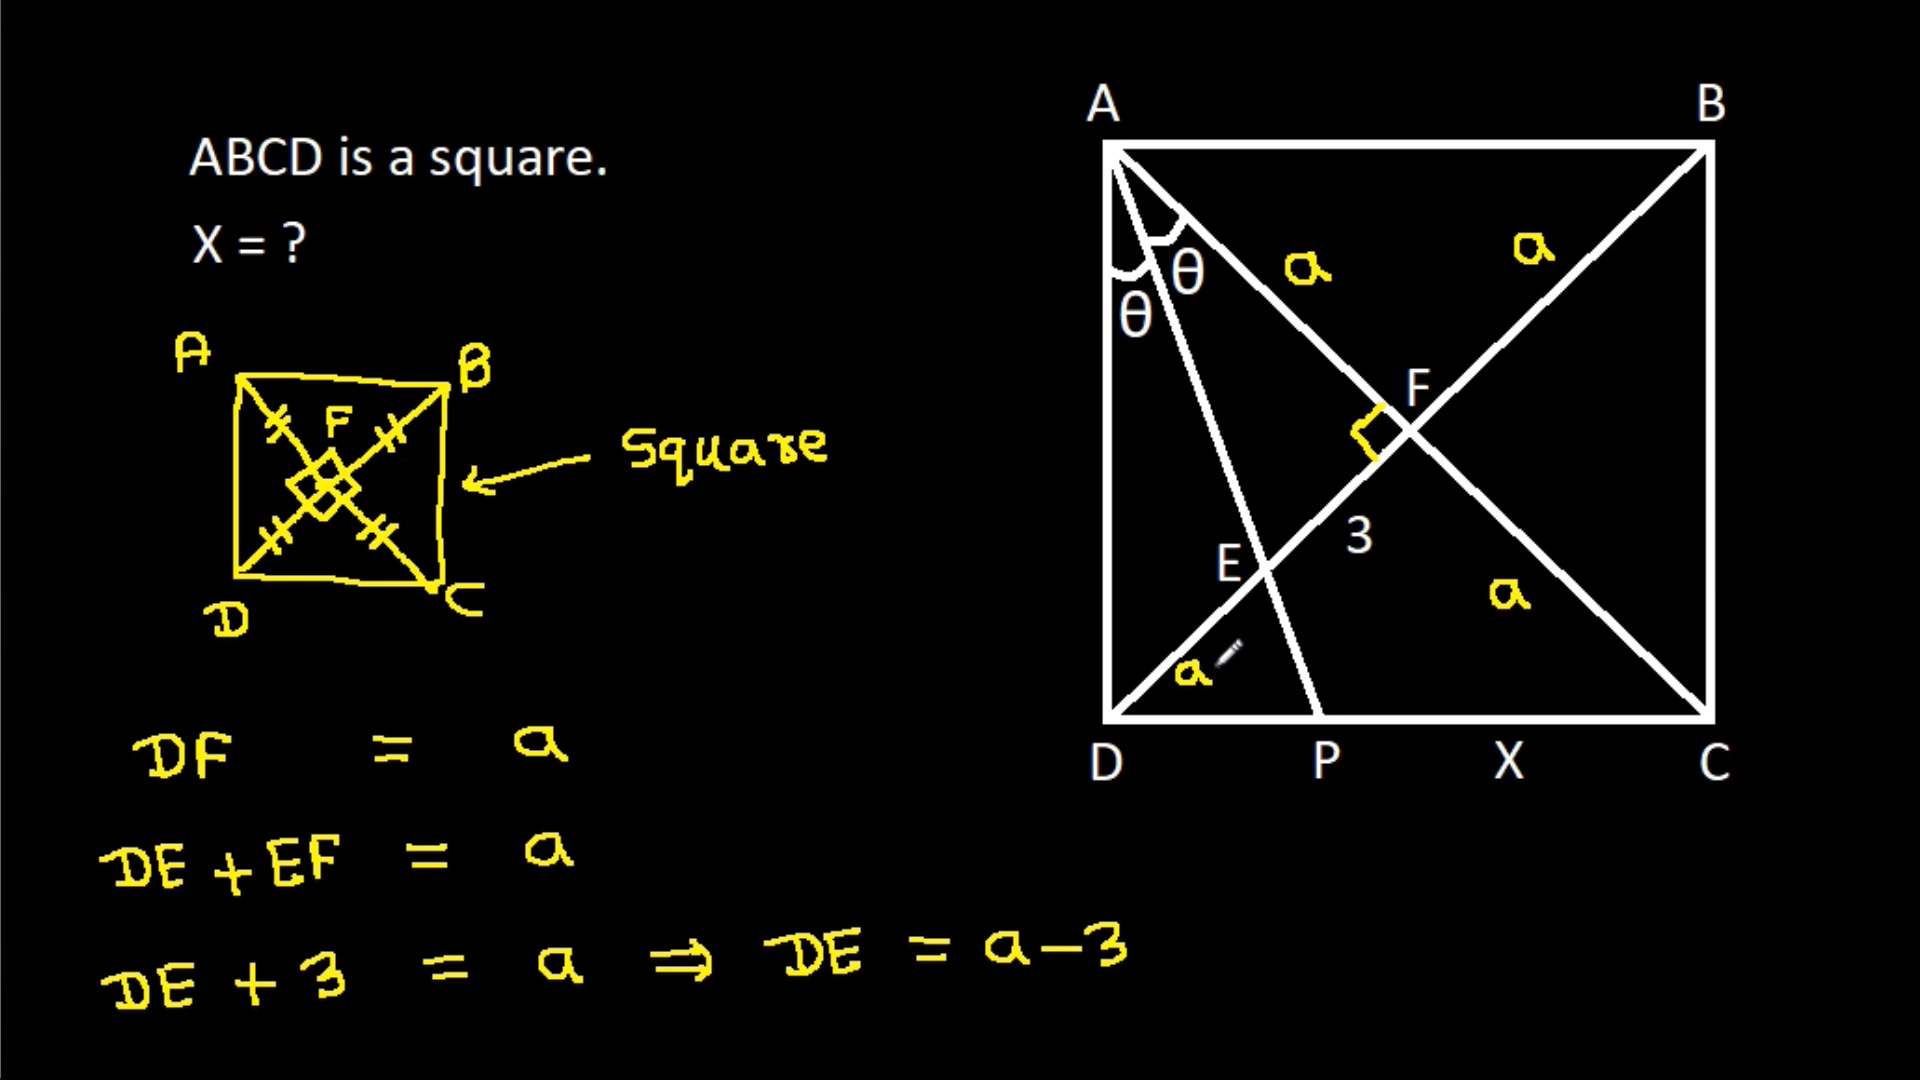 ABCD is a square.
X = ?
A
B
F
D
C
Square
DF = a
DE + EF = a
DE + 3 = a ⇒ DE = a - 3
A
B
θ
θ
a
a
F
3
E
a
a
D
P
X
C